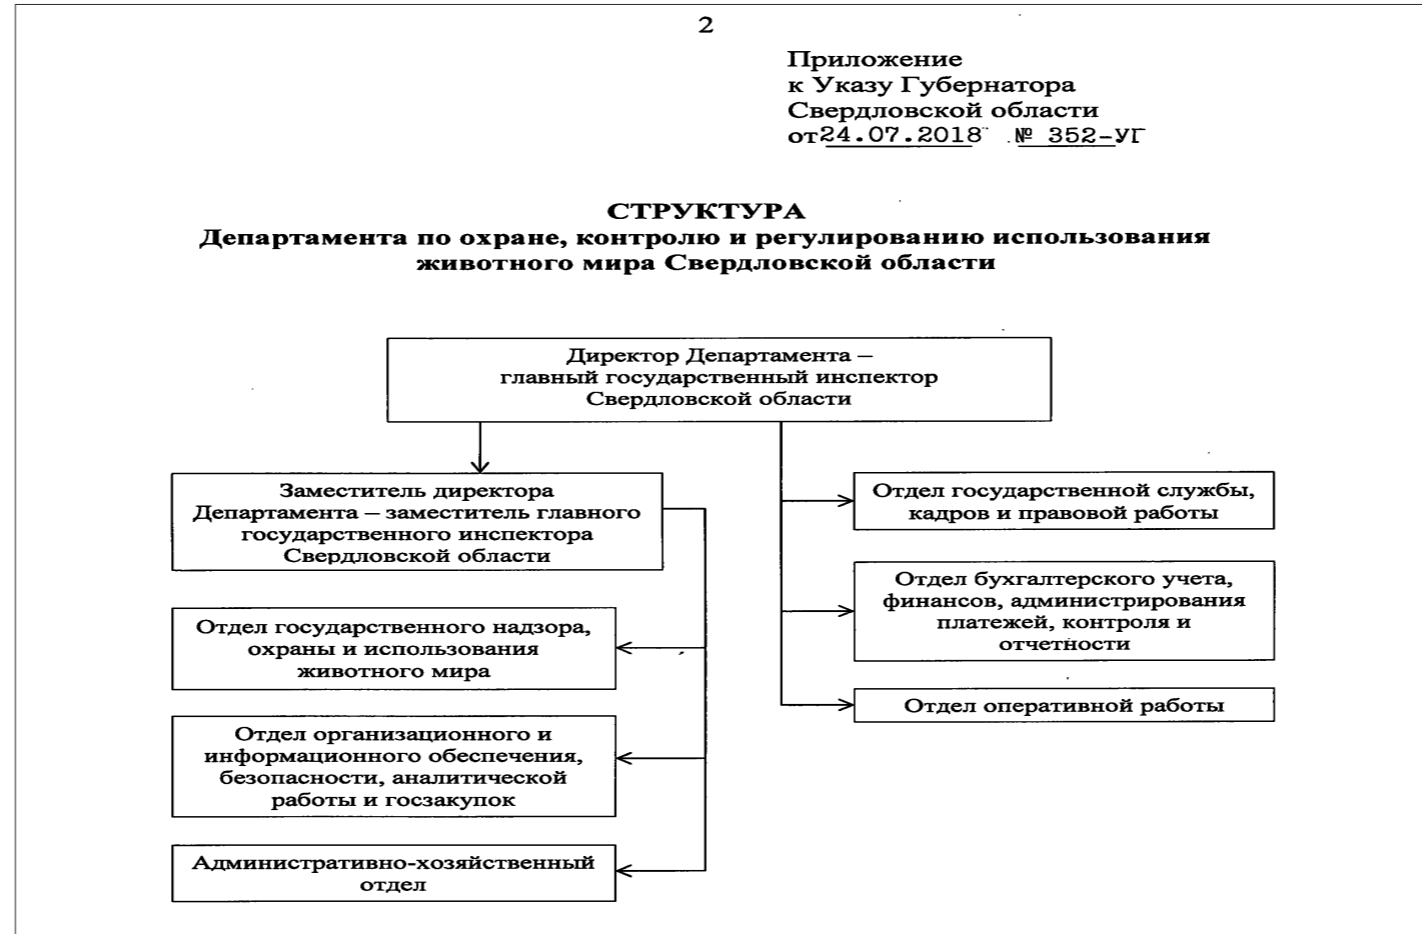 2
Приложение
к Указу Губернатора
Свердловской области
от 24.07.2018 № 352-УГ
СТРУКТУРА
Департамента по охране, контролю и регулированию использования
животного мира Свердловской области
Директор Департамента –
главный государственный инспектор
Свердловской области
Заместитель директора
Департамента – заместитель главного
государственного инспектора
Свердловской области
Отдел государственного надзора,
охраны и использования
животного мира
Отдел организационного и
информационного обеспечения,
безопасности, аналитической
работы и госзакупок
Административно-хозяйственный
отдел
Отдел государственной службы,
кадров и правовой работы
Отдел бухгалтерского учета,
финансов, администрирования
платежей, контроля и
отчетности
Отдел оперативной работы